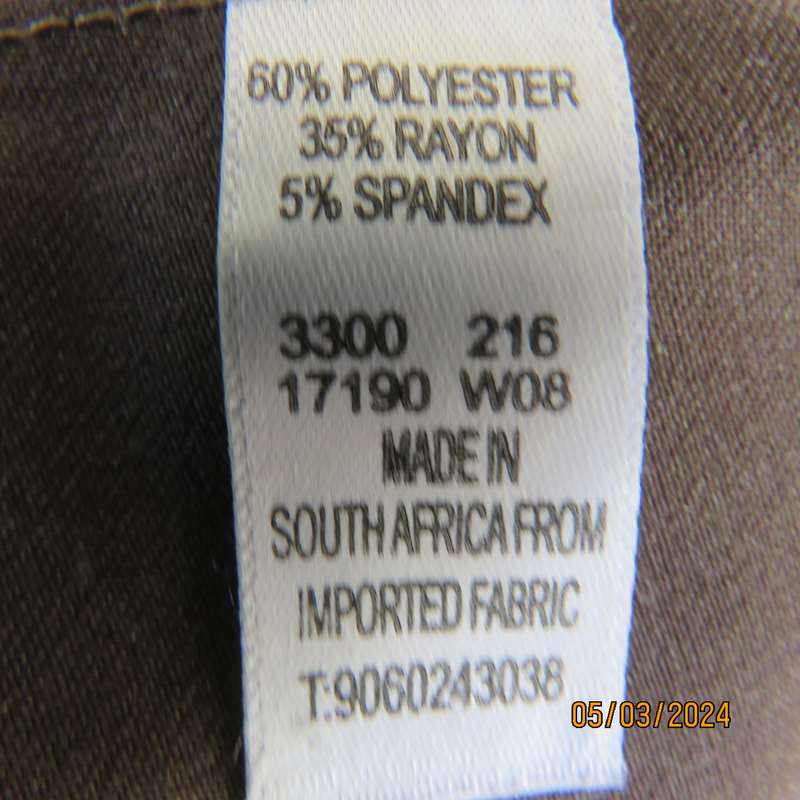 60% POLYESTER
35% RAYON
5% SPANDEX
3300 216
17190 W08
MADE IN
SOUTH AFRICA FROM
IMPORTED FABRIC
T:9060243038
05/03/2024